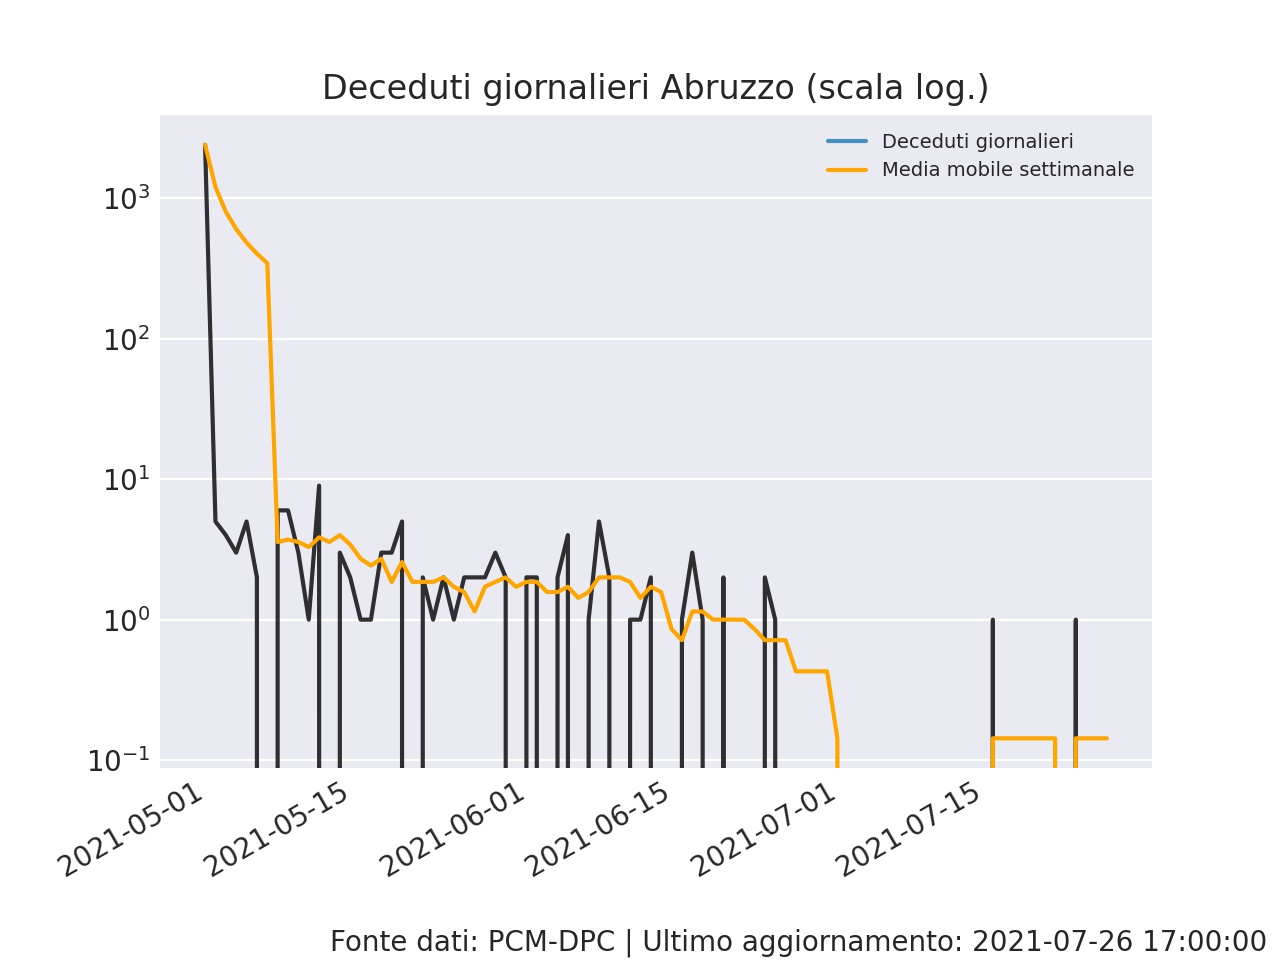 Deceduti giornalieri Abruzzo (scala log.)
Deceduti giornalieri
Media mobile settimanale
10³
10²
10¹
10⁰
10⁻¹
2021-05-01
2021-05-15
2021-06-01
2021-06-15
2021-07-01
2021-07-15
Fonte dati: PCM-DPC | Ultimo aggiornamento: 2021-07-26 17:00:00